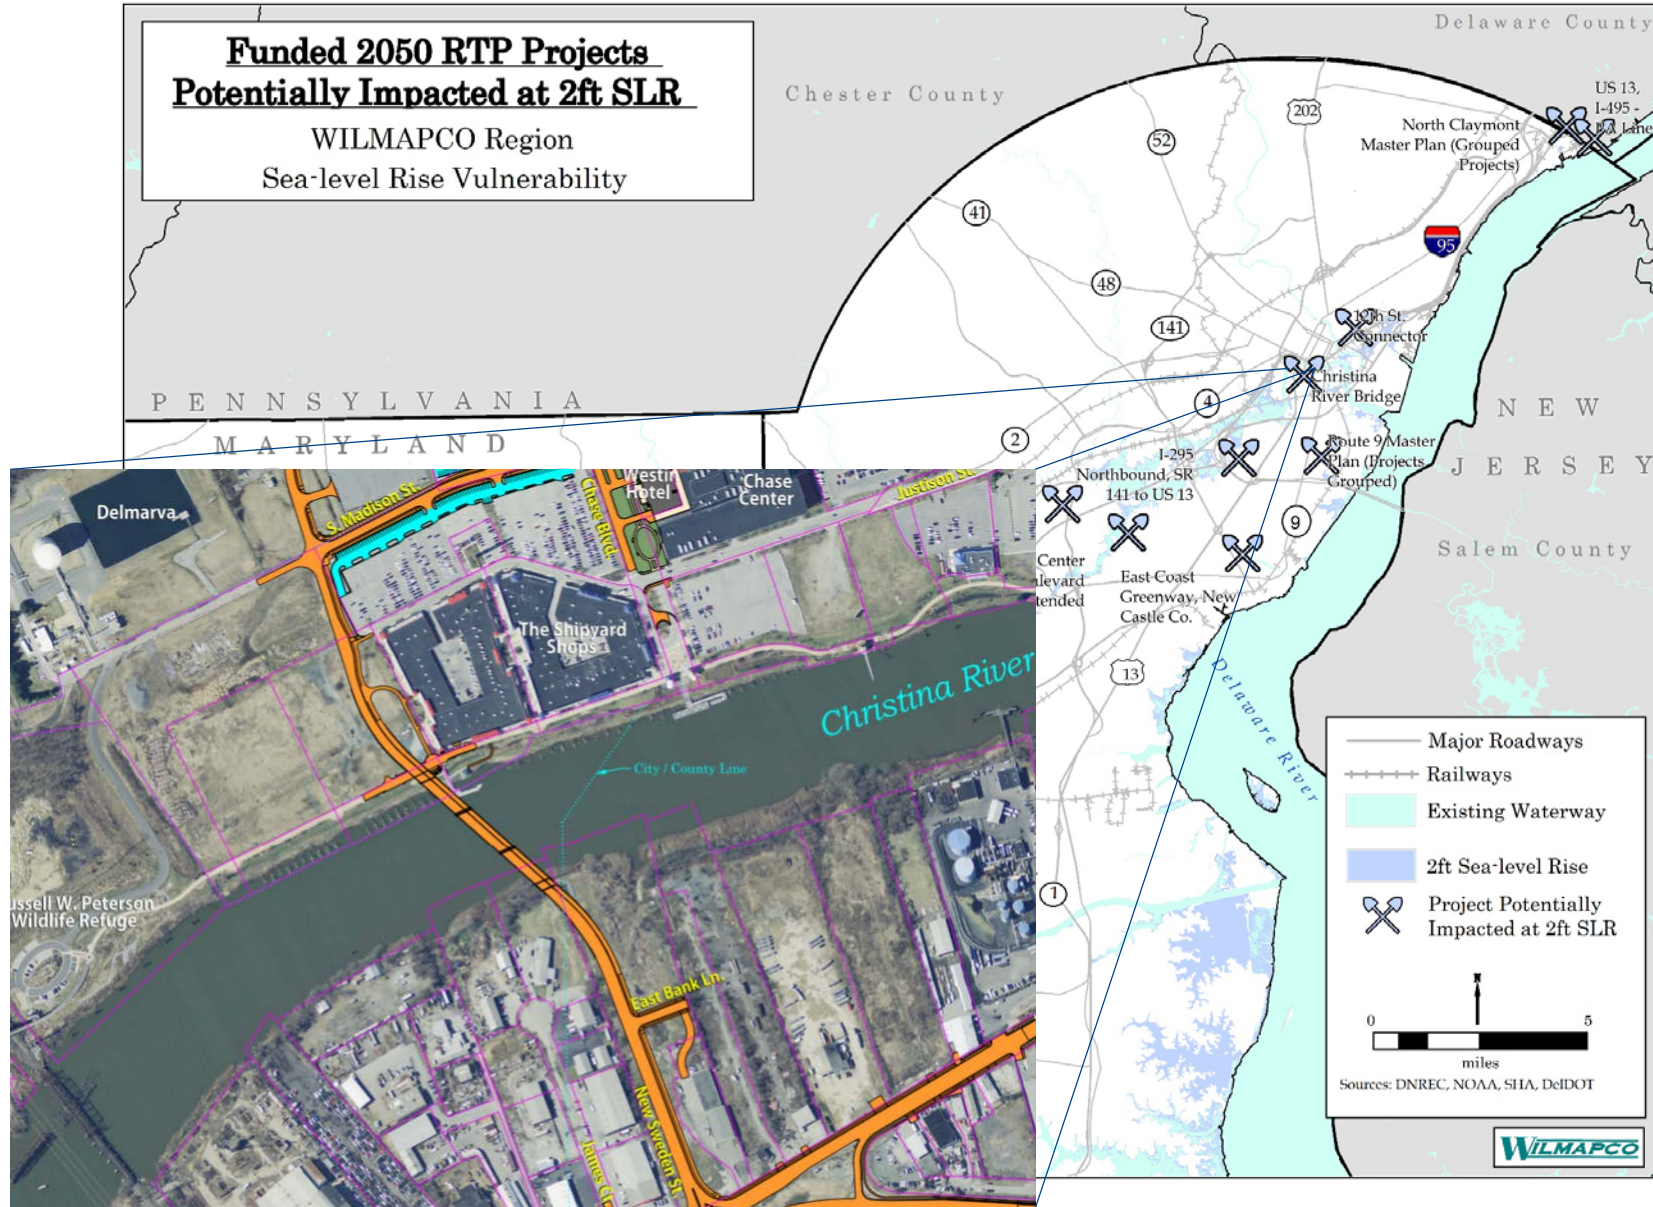 Funded 2050 RTP Projects
Potentially Impacted at 2ft SLR
WILMAPCO Region
Sea-level Rise Vulnerability
Delaware County
Chester County
US 13,
I-495 -
PA Line
North Claymont
Master Plan (Grouped
Projects)
202
52
41
95
48
141
12th St.
Connector
Christina
River Bridge
4
2
PENNSYLVANIA
MARYLAND
NEW
JERSEY
I-295
Northbound, SR
141 to US 13
Route 9 Master
Plan (Projects
Grouped)
9
Salem County
Center
tended
East Coast
Greenway, New
Castle Co.
13
Delaware River
1
Delmarva
S. Madison St.
Chase Blvd.
Westin
Hotel
Chase
Center
Justison St.
The Shipyard
Shops
Christina River
City / County Line
ussell W. Peterson
Wildlife Refuge
East Bank Ln.
New Sweden St.
James Ct.
Major Roadways
Railways
Existing Waterway
2ft Sea-level Rise
Project Potentially
Impacted at 2ft SLR
N
0 5
miles
Sources: DNREC, NOAA, SHA, DelDOT
WILMAPCO